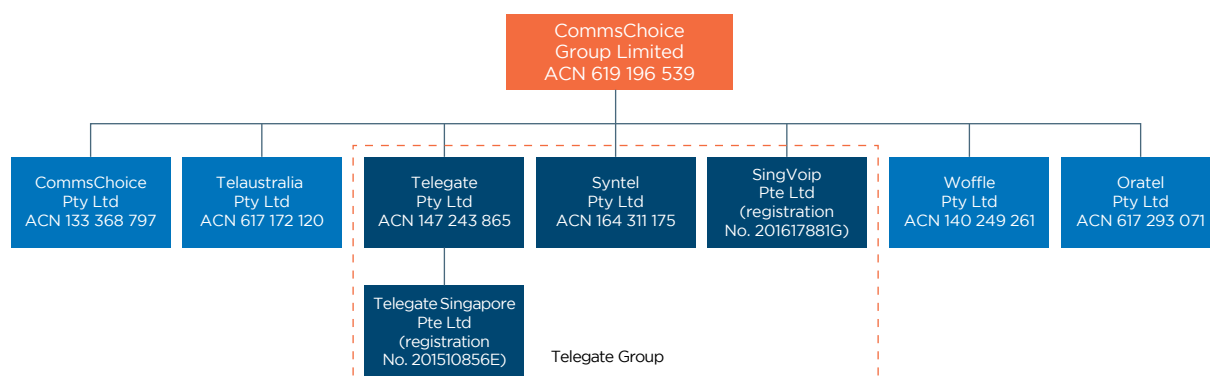 CommsChoice
Group Limited
ACN 619 196 539
CommsChoice
Pty Ltd
ACN 133 368 797
Telaustralia
Pty Ltd
ACN 617 172 120
Telegate
Pty Ltd
ACN 147 243 865
Syntel
Pty Ltd
ACN 164 311 175
SingVoip
Pte Ltd
(registration
No. 201617881G)
Woffle
Pty Ltd
ACN 140 249 261
Oratel
Pty Ltd
ACN 617 293 071
Telegate Singapore
Pte Ltd
(registration
No. 201510856E)
Telegate Group